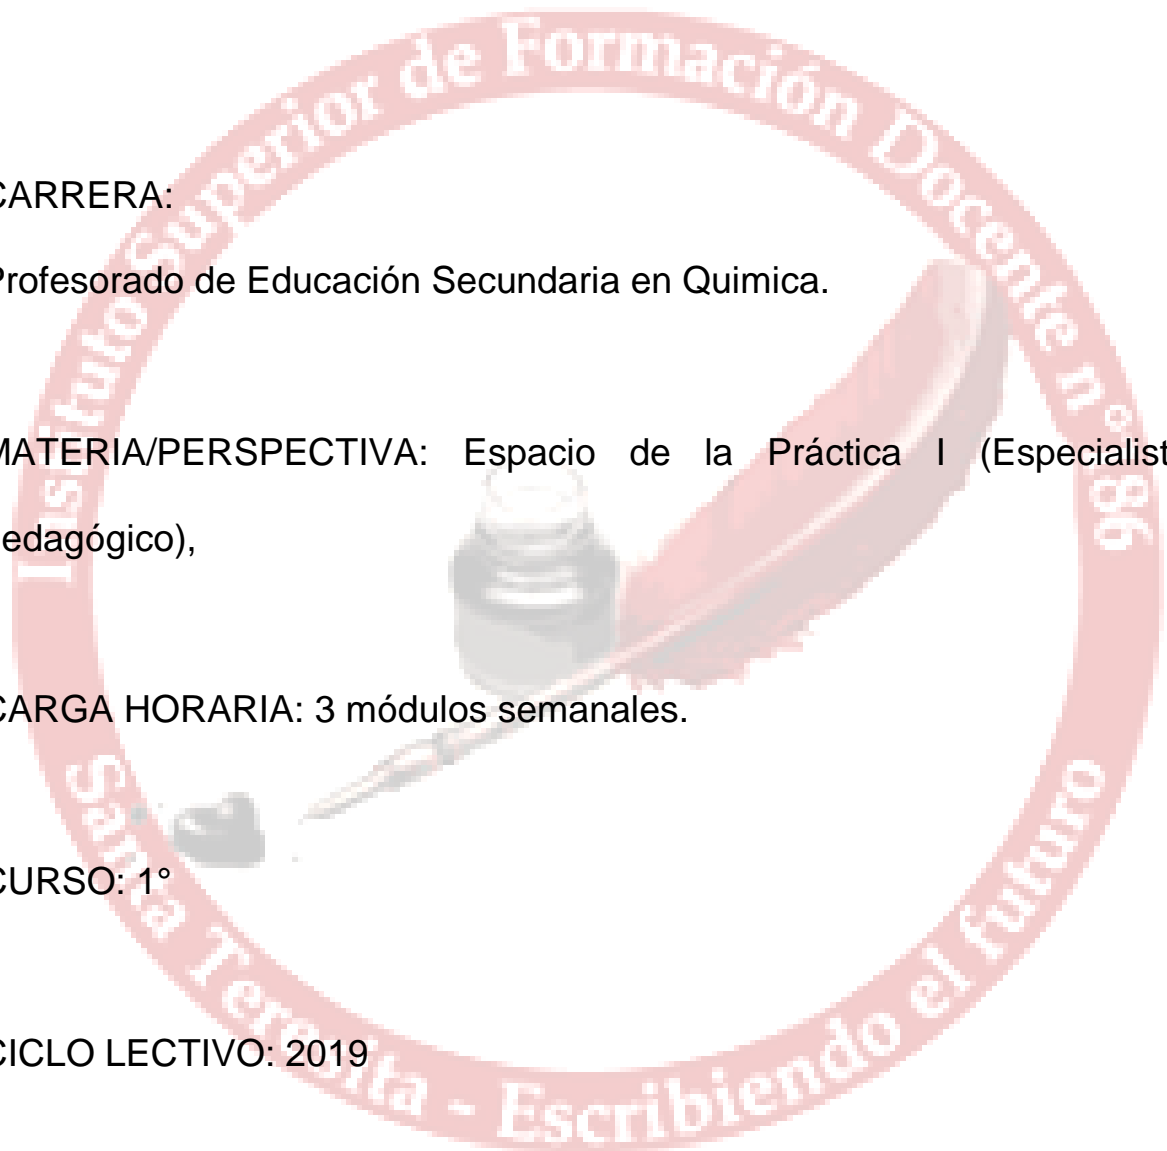 Instituto Superior de Formación Docente n°86
CARRERA:
Profesorado de Educación Secundaria en Quimica.
MATERIA/PERSPECTIVA: Espacio de la Práctica I (Especialist
edagógico),
CARGA HORARIA: 3 módulos semanales.
CURSO: 1°
CICLO LECTIVO: 2019
Santa Teresita - Escribiendo el futuro